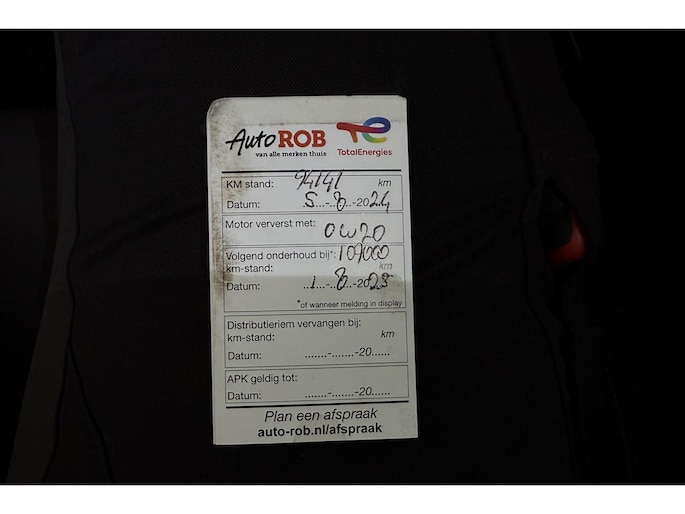 Auto ROB
van alle merken thuis
TotalEnergies
KM stand: 94141 km
Datum: 5...-..8..-2024
Motor ververst met: 0W20
Volgend onderhoud bij*: 109000
km-stand: km
Datum: ..1...-..8..-2025
*of wanneer melding in display
Distributieriem vervangen bij:
km-stand: km
Datum: .......-.......-20......
APK geldig tot:
Datum: .......-.......-20......
Plan een afspraak
auto-rob.nl/afspraak